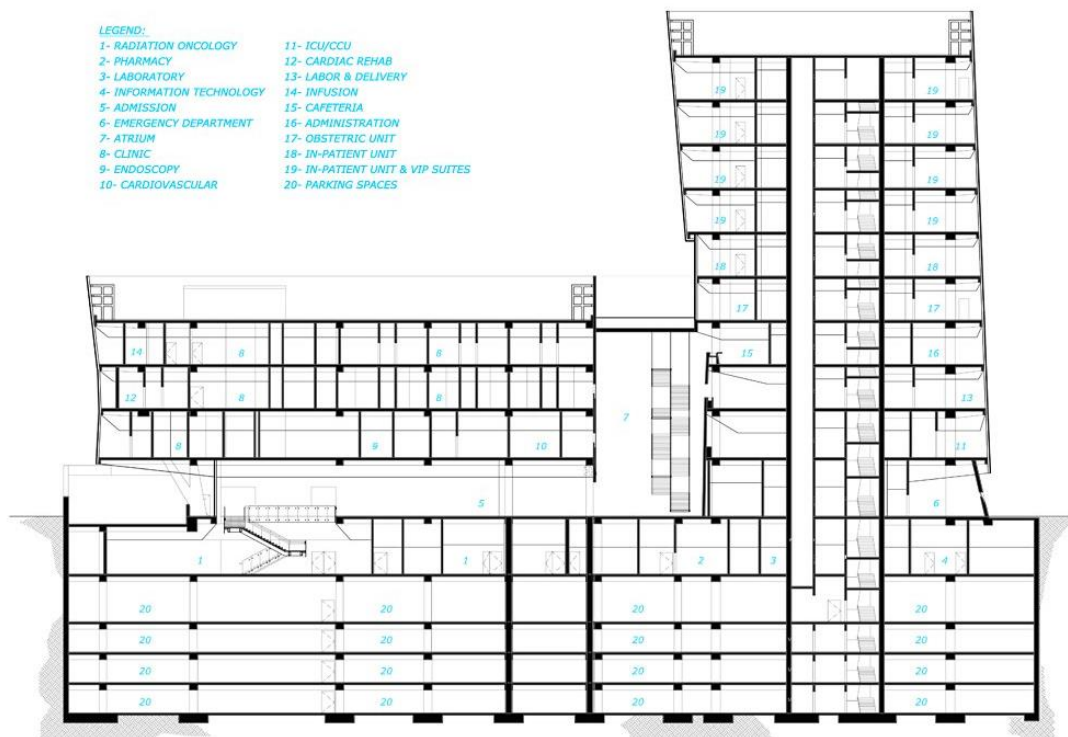 LEGEND:
1- RADIATION ONCOLOGY
2- PHARMACY
3- LABORATORY
4- INFORMATION TECHNOLOGY
5- ADMISSION
6- EMERGENCY DEPARTMENT
7- ATRIUM
8- CLINIC
9- ENDOSCOPY
10- CARDIOVASCULAR
11- ICU/CCU
12- CARDIAC REHAB
13- LABOR & DELIVERY
14- INFUSION
15- CAFETERIA
16- ADMINISTRATION
17- OBSTETRIC UNIT
18- IN-PATIENT UNIT
19- IN-PATIENT UNIT & VIP SUITES
20- PARKING SPACES
19 19
19 19
19 19
19 19
18 18
17 17
14 8 8 15 16
12 8 8 13
7
8 9 10 11
5 6
1 1 2 3 4
20 20 20 20
20 20 20 20
20 20 20 20
20 20 20 20